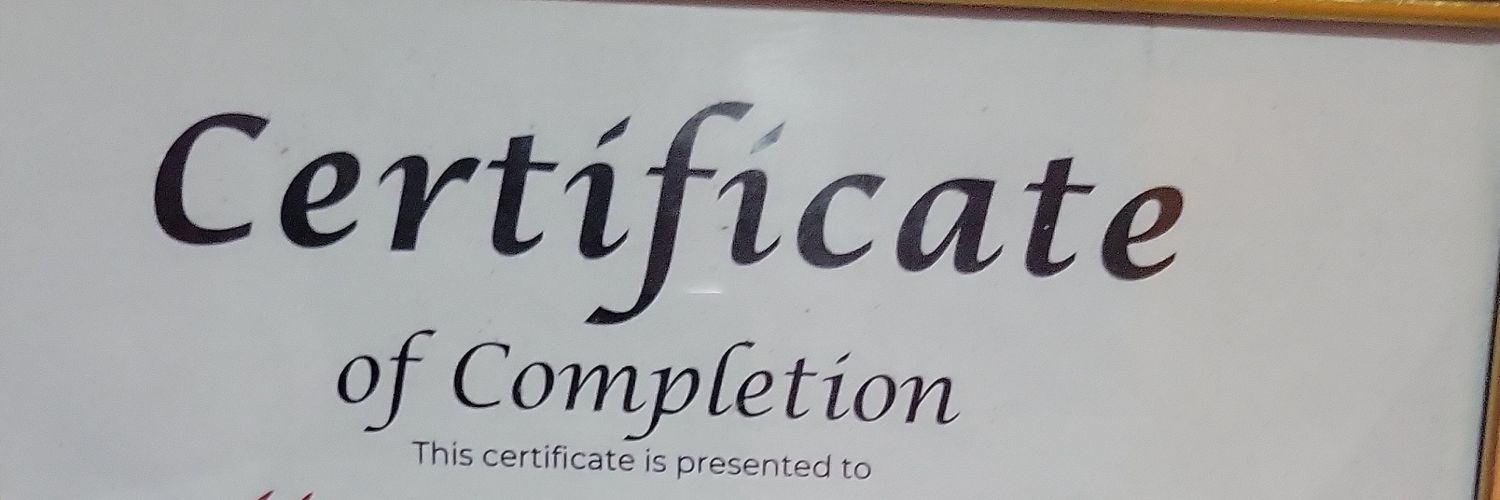 Certificate
of Completion
This certificate is presented to